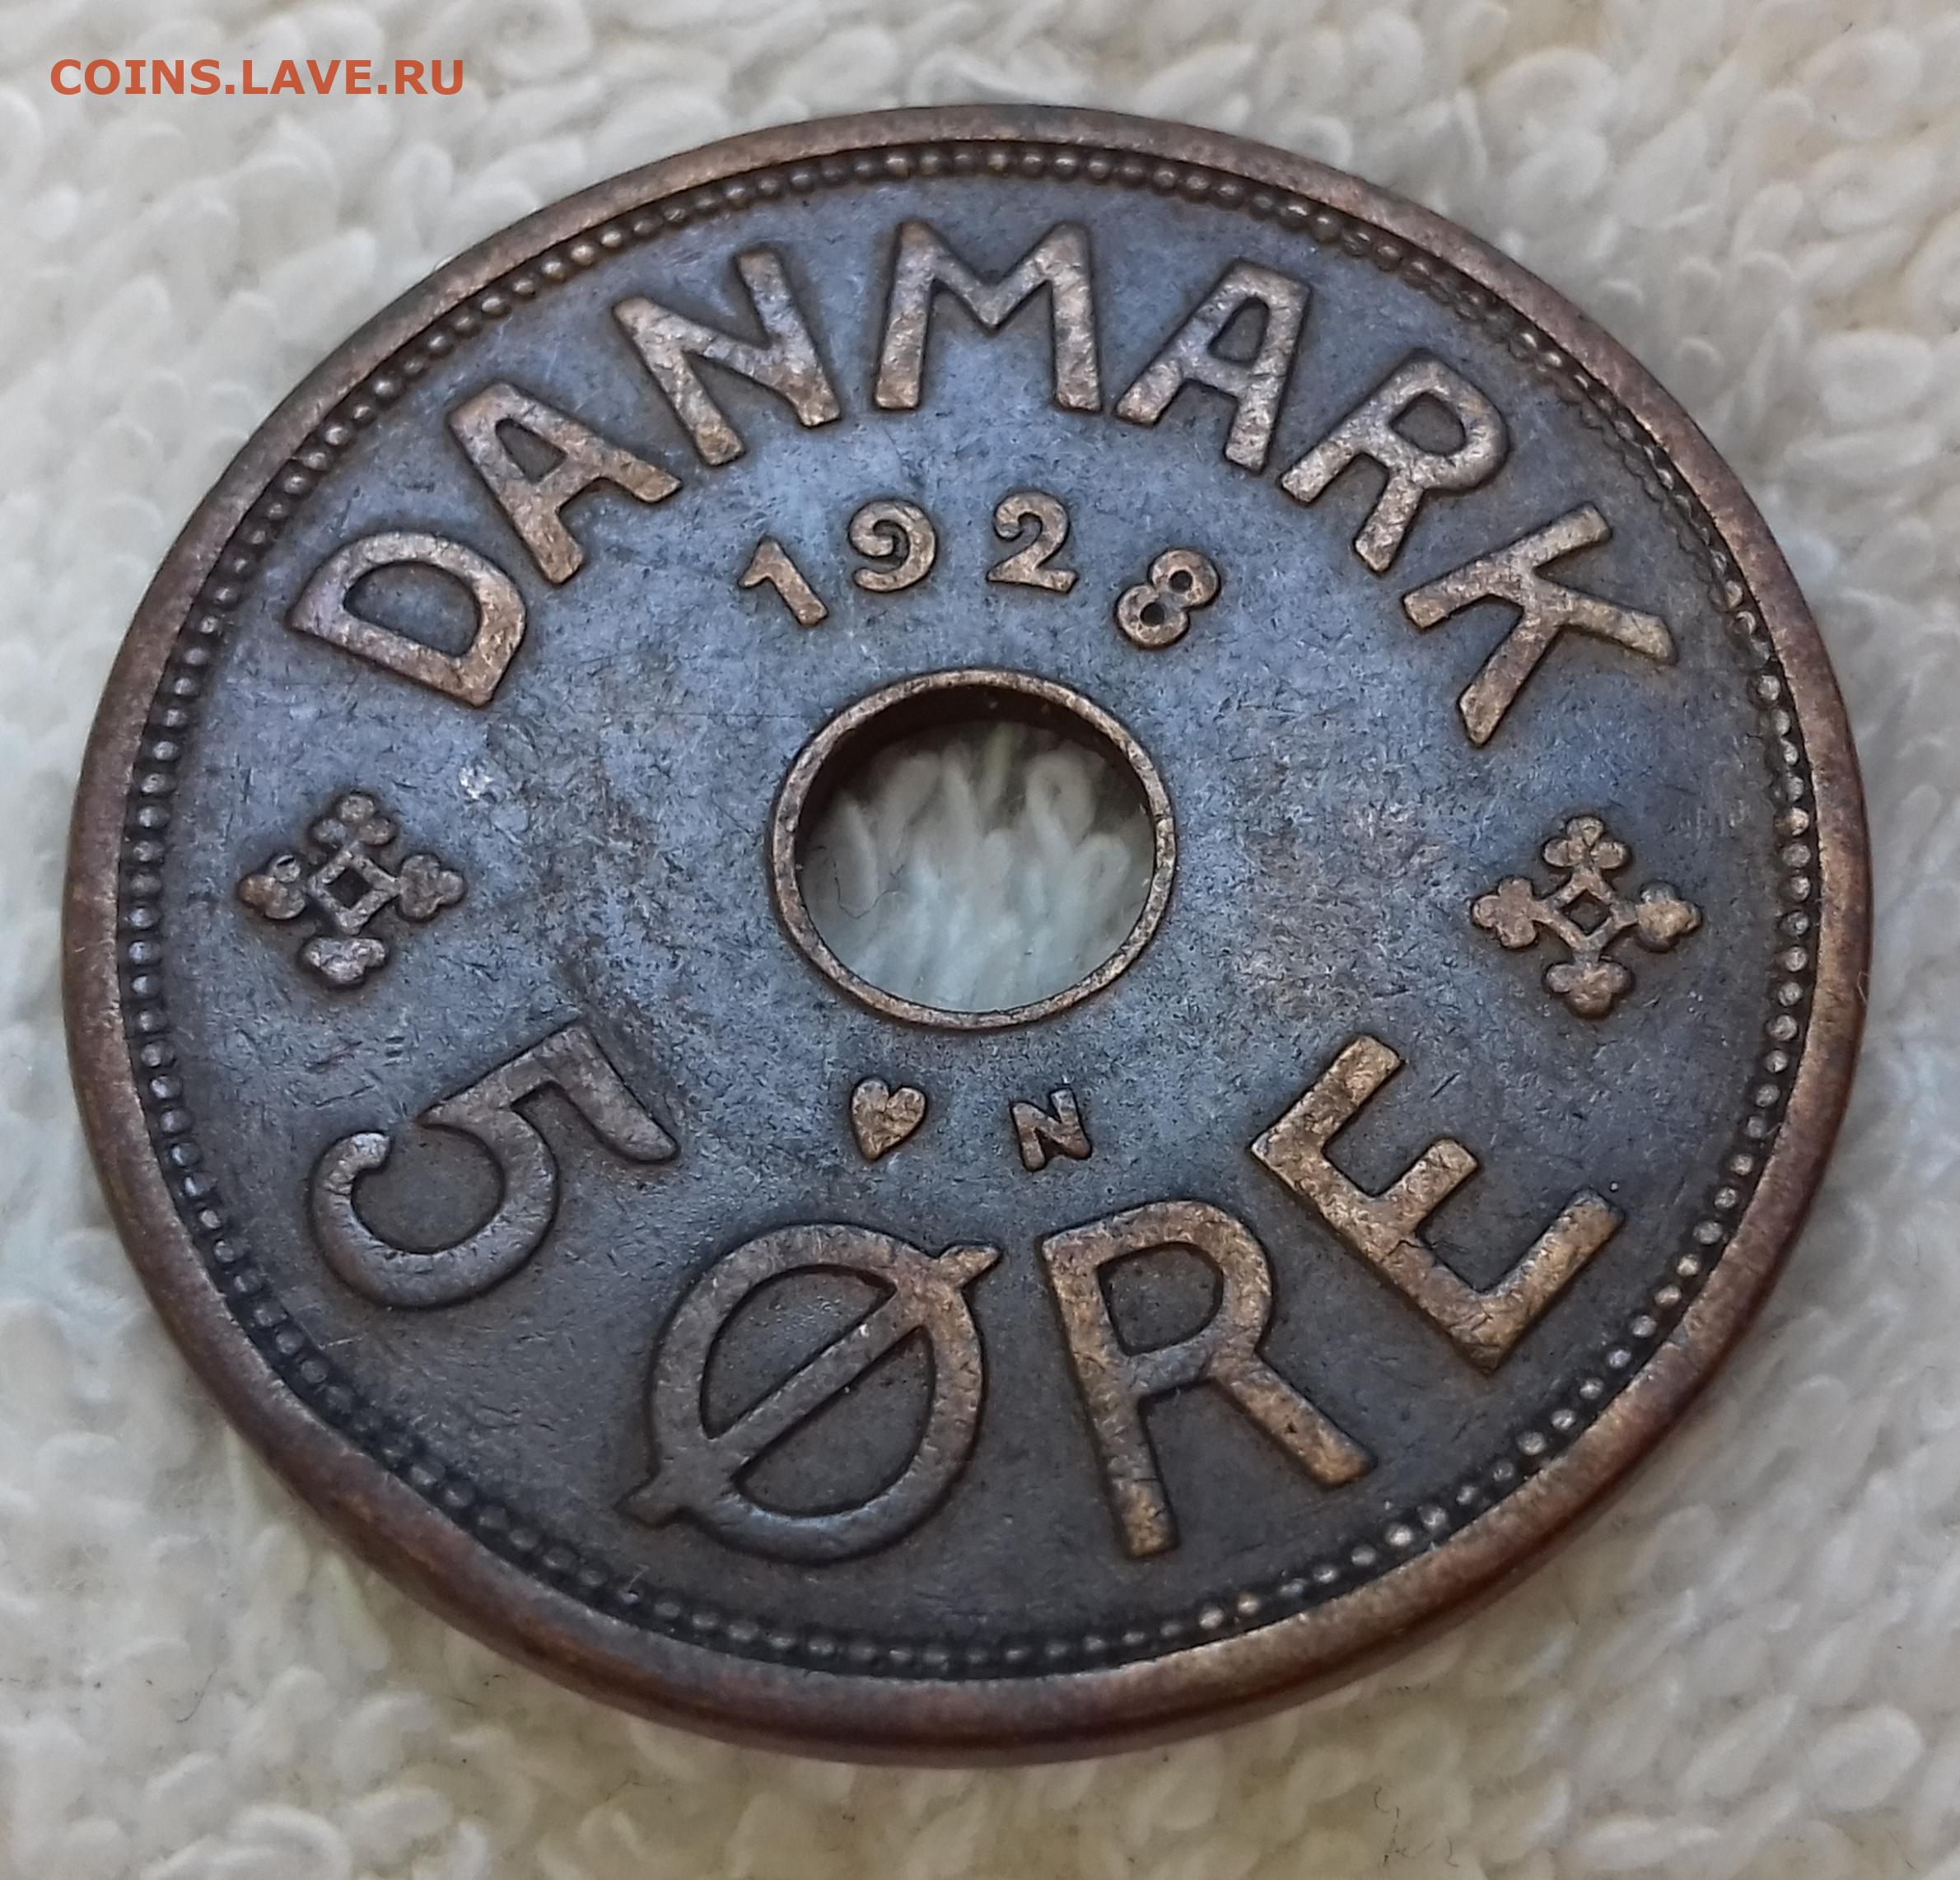 COINS.LAVE.RU
DANMARK
1928
♥ N
5 ØRE